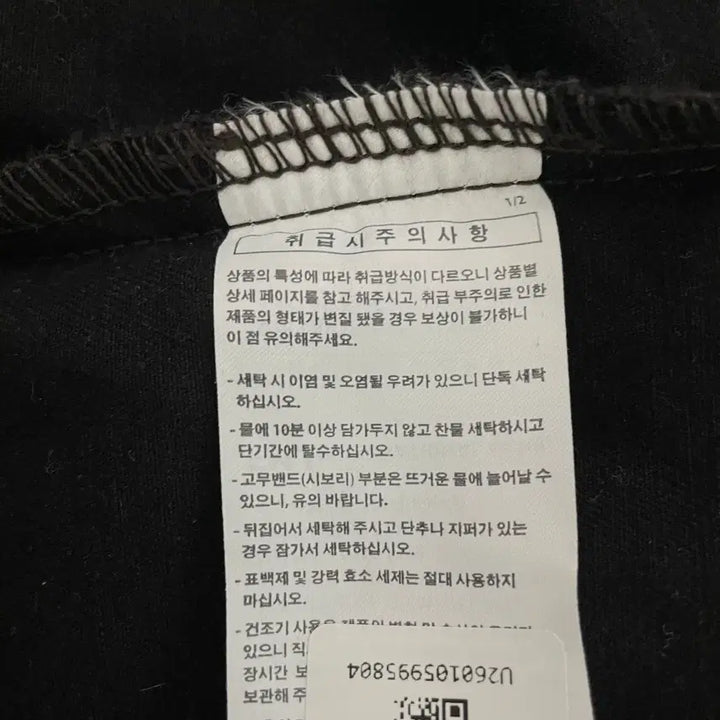 1/2
취급시주의사항
상품의 특성에 따라 취급방식이 다르오니 상품별
상세 페이지를 참고 해주시고, 취급 부주의로 인한
제품의 형태가 변질 됐을 경우 보상이 불가하니
이 점 유의해주세요.
- 세탁 시 이염 및 오염될 우려가 있으니 단독 세탁
하십시오.
- 물에 10분 이상 담가두지 않고 찬물 세탁하시고
단기간에 탈수하십시오.
- 고무밴드(시보리) 부분은 뜨거운 물에 늘어날 수
있으니, 유의 바랍니다.
- 뒤집어서 세탁해 주시고 단추나 지퍼가 있는
경우 잠가서 세탁하십시오.
- 표백제 및 강력 효소 세제는 절대 사용하지
마십시오.
- 건조기
있으니
장시간
보관해
U260105995804